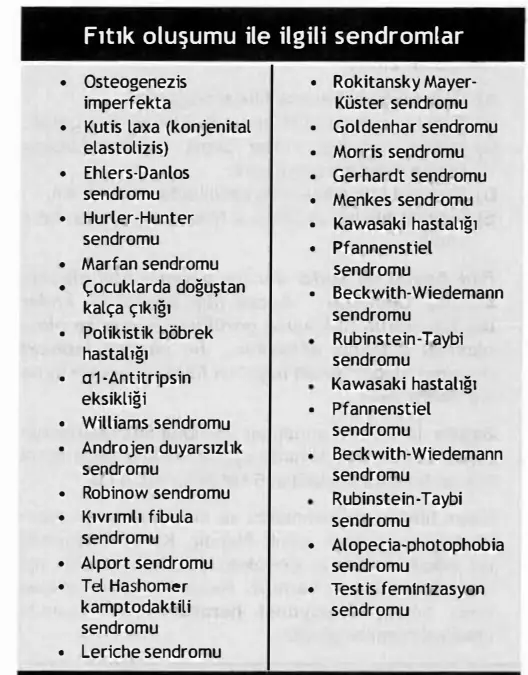 Fıtık oluşumu ile ilgili sendromlar
• Osteogenezis
imperfekta
• Kutis laxa (konjenital
elastolizis)
• Ehlers-Danlos
sendromu
• Hurler-Hunter
sendromu
• Marfan sendromu
• Çocuklarda doğuştan
kalça çıkığı
• Polikistik böbrek
hastalığı
• α1-Antitripsin
eksikliği
• Williams sendromu
• Androjen duyarsızlık
sendromu
• Robinow sendromu
• Kıvrımlı fibula
sendromu
• Alport sendromu
• Tel Hashomer
kamptodaktili
sendromu
• Leriche sendromu
• Rokitansky Mayer-
Küster sendromu
• Goldenhar sendromu
• Morris sendromu
• Gerhardt sendromu
• Menkes sendromu
• Kawasaki hastalığı
• Pfannenstiel
sendromu
• Beckwith-Wiedemann
sendromu
• Rubinstein-Taybi
sendromu
• Kawasaki hastalığı
• Pfannenstiel
sendromu
• Beckwith-Wiedemann
sendromu
• Rubinstein-Taybi
sendromu
• Alopecia-photophobia
sendromu
• Testis feminizasyon
sendromu